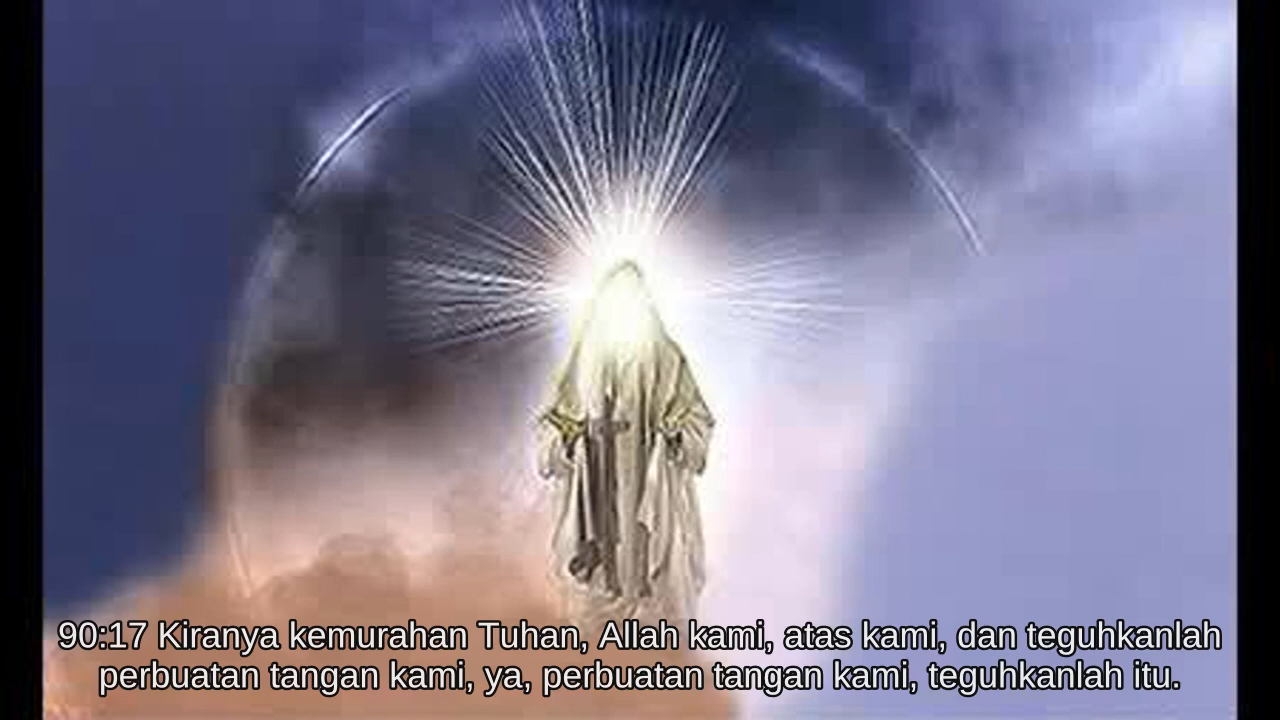 90:17 Kiranya kemurahan Tuhan, Allah kami, atas kami, dan teguhkanlah
perbuatan tangan kami, ya, perbuatan tangan kami, teguhkanlah itu.